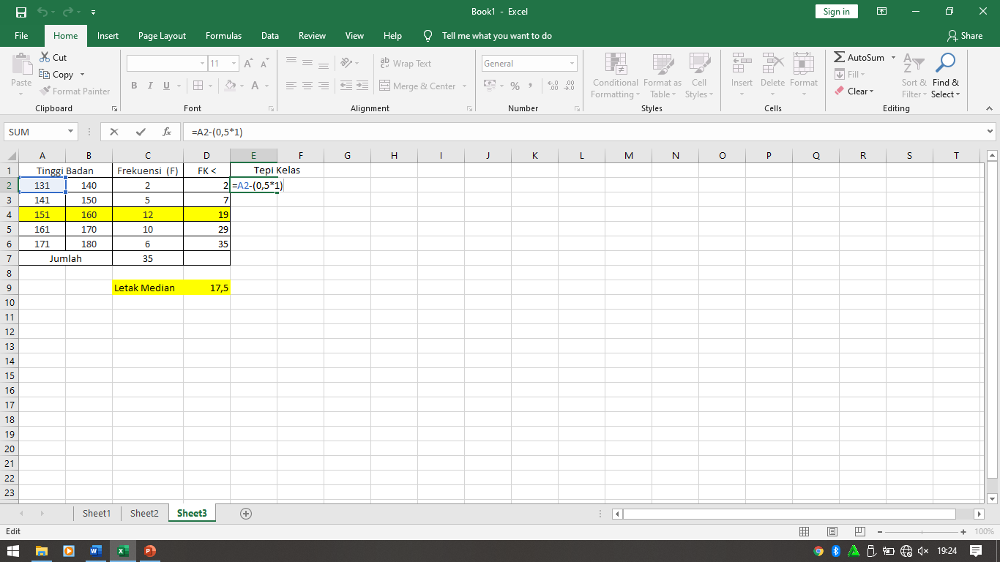 Book1 - Excel
Sign in
File Home Insert Page Layout Formulas Data Review View Help Tell me what you want to do Share
Paste
Cut
Copy
Format Painter
Clipboard
11
A A
B I U
A
Font
ab Wrap Text
Merge & Center
Alignment
General
%
Number
Conditional Formatting
Format as Table
Cell Styles
Styles
Insert Delete Format
Cells
AutoSum
Fill
Clear
Sort & Filter
Find & Select
Editing
SUM fx =A2-(0,5*1)
A B C D E F G H I J K L M N O P Q R S T
1 Tinggi Badan Frekuensi (F) FK < Tepi Kelas
2 131 140 2 2 =A2-(0,5*1)
3 141 150 5 7
4 151 160 12 19
5 161 170 10 29
6 171 180 6 35
7 Jumlah 35
8
9 Letak Median 17,5
10
11
12
13
14
15
16
17
18
19
20
21
22
23
Sheet1 Sheet2 Sheet3
Edit 100%
19:24